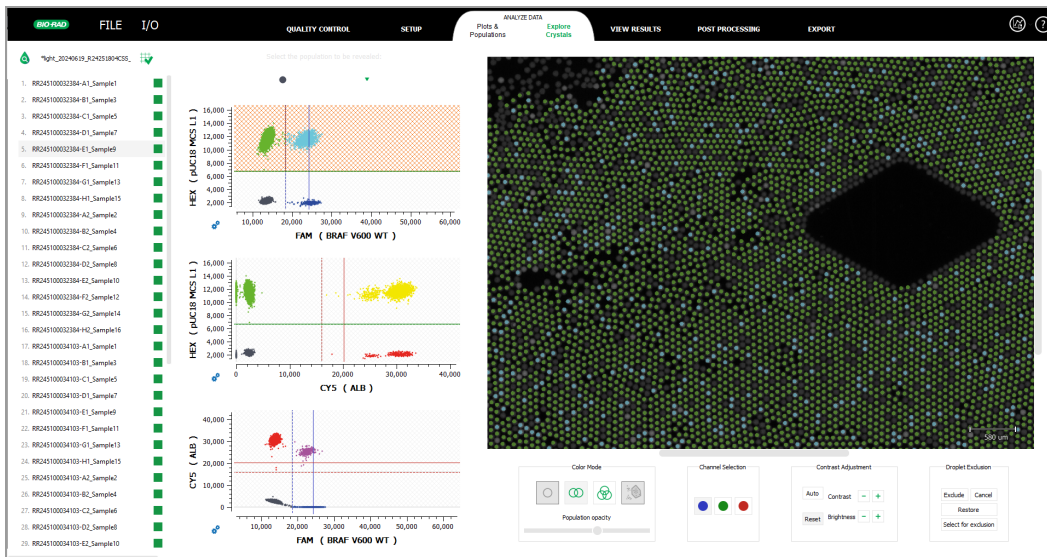 BIO-RAD FILE I/O
QUALITY CONTROL SETUP ANALYZE DATA VIEW RESULTS POST PROCESSING EXPORT
Plots & Populations Explore Crystals
*light_20240619_R24251804CSS_
Select the population to be revealed:
1. RR245100032384-A1_Sample1
2. RR245100032384-B1_Sample3
3. RR245100032384-C1_Sample5
4. RR245100032384-D1_Sample7
5. RR245100032384-E1_Sample9
6. RR245100032384-F1_Sample11
7. RR245100032384-G1_Sample13
8. RR245100032384-H1_Sample15
9. RR245100032384-A2_Sample2
10. RR245100032384-B2_Sample4
11. RR245100032384-C2_Sample6
12. RR245100032384-D2_Sample8
13. RR245100032384-E2_Sample10
14. RR245100032384-F2_Sample12
15. RR245100032384-G2_Sample14
16. RR245100032384-H2_Sample16
17. RR245100034103-A1_Sample1
18. RR245100034103-B1_Sample3
19. RR245100034103-C1_Sample5
20. RR245100034103-D1_Sample7
21. RR245100034103-E1_Sample9
22. RR245100034103-F1_Sample11
23. RR245100034103-G1_Sample13
24. RR245100034103-H1_Sample15
25. RR245100034103-A2_Sample2
26. RR245100034103-B2_Sample4
27. RR245100034103-C2_Sample6
28. RR245100034103-D2_Sample8
29. RR245100034103-E2_Sample10
HEX ( pUC18 MCS L1 )
16,000
14,000
12,000
10,000
8,000
6,000
4,000
2,000
10,000 20,000 30,000 40,000 50,000 60,000
FAM ( BRAF V600 WT )
HEX ( pUC18 MCS L1 )
16,000
14,000
12,000
10,000
8,000
6,000
4,000
2,000
0 10,000 20,000 30,000 40,000
CY5 ( ALB )
CY5 ( ALB )
40,000
30,000
20,000
10,000
0
10,000 20,000 30,000 40,000 50,000 60,000
FAM ( BRAF V600 WT )
580 um
Color Mode
Population opacity
Channel Selection
Contrast Adjustment
Auto Contrast - +
Reset Brightness - +
Droplet Exclusion
Exclude Cancel
Restore
Select for exclusion